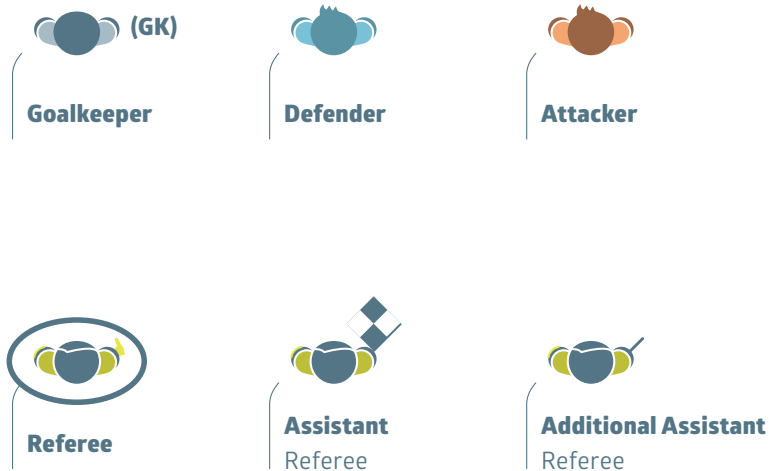 (GK)
Goalkeeper
Defender
Attacker
Referee
Assistant
Referee
Additional Assistant
Referee